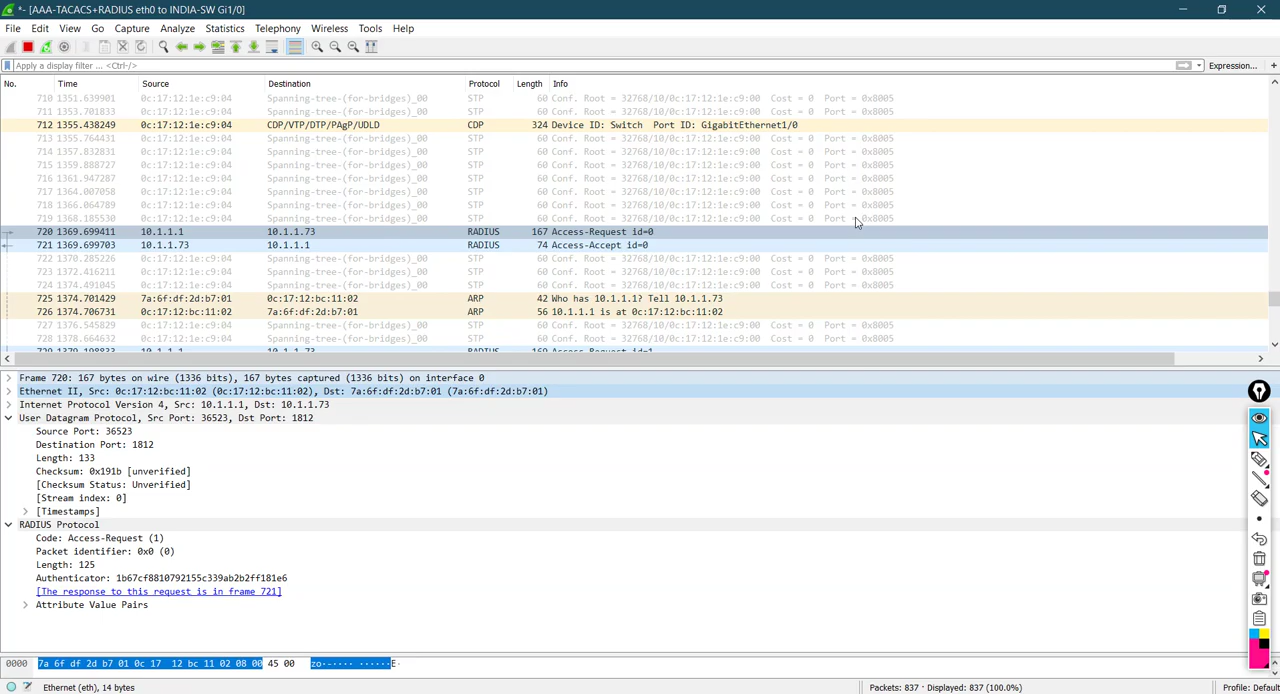 *- [AAA-TACACS+RADIUS eth0 to INDIA-SW Gi1/0]
File Edit View Go Capture Analyze Statistics Telephony Wireless Tools Help
Apply a display filter ... <Ctrl-/> Expression... +
No. Time Source Destination Protocol Length Info
710 1351.639901 0c:17:12:1e:c9:04 Spanning-tree-(for-bridges)_00 STP 60 Conf. Root = 32768/10/0c:17:12:1e:c9:00 Cost = 0 Port = 0x8005
711 1353.701833 0c:17:12:1e:c9:04 Spanning-tree-(for-bridges)_00 STP 60 Conf. Root = 32768/10/0c:17:12:1e:c9:00 Cost = 0 Port = 0x8005
712 1355.438249 0c:17:12:1e:c9:04 CDP/VTP/DTP/PAgP/UDLD CDP 324 Device ID: Switch Port ID: GigabitEthernet1/0
713 1355.764431 0c:17:12:1e:c9:04 Spanning-tree-(for-bridges)_00 STP 60 Conf. Root = 32768/10/0c:17:12:1e:c9:00 Cost = 0 Port = 0x8005
714 1357.832831 0c:17:12:1e:c9:04 Spanning-tree-(for-bridges)_00 STP 60 Conf. Root = 32768/10/0c:17:12:1e:c9:00 Cost = 0 Port = 0x8005
715 1359.888727 0c:17:12:1e:c9:04 Spanning-tree-(for-bridges)_00 STP 60 Conf. Root = 32768/10/0c:17:12:1e:c9:00 Cost = 0 Port = 0x8005
716 1361.947287 0c:17:12:1e:c9:04 Spanning-tree-(for-bridges)_00 STP 60 Conf. Root = 32768/10/0c:17:12:1e:c9:00 Cost = 0 Port = 0x8005
717 1364.007058 0c:17:12:1e:c9:04 Spanning-tree-(for-bridges)_00 STP 60 Conf. Root = 32768/10/0c:17:12:1e:c9:00 Cost = 0 Port = 0x8005
718 1366.064789 0c:17:12:1e:c9:04 Spanning-tree-(for-bridges)_00 STP 60 Conf. Root = 32768/10/0c:17:12:1e:c9:00 Cost = 0 Port = 0x8005
719 1368.185530 0c:17:12:1e:c9:04 Spanning-tree-(for-bridges)_00 STP 60 Conf. Root = 32768/10/0c:17:12:1e:c9:00 Cost = 0 Port = 0x8005
720 1369.699411 10.1.1.1 10.1.1.73 RADIUS 167 Access-Request id=0
721 1369.699703 10.1.1.73 10.1.1.1 RADIUS 74 Access-Accept id=0
722 1370.285226 0c:17:12:1e:c9:04 Spanning-tree-(for-bridges)_00 STP 60 Conf. Root = 32768/10/0c:17:12:1e:c9:00 Cost = 0 Port = 0x8005
723 1372.416211 0c:17:12:1e:c9:04 Spanning-tree-(for-bridges)_00 STP 60 Conf. Root = 32768/10/0c:17:12:1e:c9:00 Cost = 0 Port = 0x8005
724 1374.491045 0c:17:12:1e:c9:04 Spanning-tree-(for-bridges)_00 STP 60 Conf. Root = 32768/10/0c:17:12:1e:c9:00 Cost = 0 Port = 0x8005
725 1374.701429 7a:6f:df:2d:b7:01 0c:17:12:bc:11:02 ARP 42 Who has 10.1.1.1? Tell 10.1.1.73
726 1374.706731 0c:17:12:bc:11:02 7a:6f:df:2d:b7:01 ARP 56 10.1.1.1 is at 0c:17:12:bc:11:02
727 1376.545829 0c:17:12:1e:c9:04 Spanning-tree-(for-bridges)_00 STP 60 Conf. Root = 32768/10/0c:17:12:1e:c9:00 Cost = 0 Port = 0x8005
728 1378.664632 0c:17:12:1e:c9:04 Spanning-tree-(for-bridges)_00 STP 60 Conf. Root = 32768/10/0c:17:12:1e:c9:00 Cost = 0 Port = 0x8005
10.1.1.1 10.1.1.73 RADIUS Access-Request id=1
Frame 720: 167 bytes on wire (1336 bits), 167 bytes captured (1336 bits) on interface 0
Ethernet II, Src: 0c:17:12:bc:11:02 (0c:17:12:bc:11:02), Dst: 7a:6f:df:2d:b7:01 (7a:6f:df:2d:b7:01)
Internet Protocol Version 4, Src: 10.1.1.1, Dst: 10.1.1.73
User Datagram Protocol, Src Port: 36523, Dst Port: 1812
Source Port: 36523
Destination Port: 1812
Length: 133
Checksum: 0x191b [unverified]
[Checksum Status: Unverified]
[Stream index: 0]
[Timestamps]
RADIUS Protocol
Code: Access-Request (1)
Packet identifier: 0x0 (0)
Length: 125
Authenticator: 1b67cf8810792155c339ab2b2ff181e6
[The response to this request is in frame 721]
Attribute Value Pairs
0000 7a 6f df 2d b7 01 0c 17 12 bc 11 02 08 00 45 00 zo·-···· ······E·
Ethernet (eth), 14 bytes Packets: 837 · Displayed: 837 (100.0%) Profile: Default